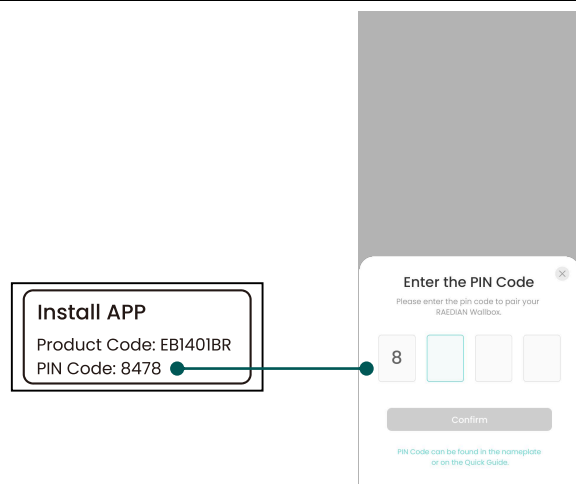 Install APP
Product Code: EB1401BR
PIN Code: 8478
Enter the PIN Code
Please enter the pin code to pair your
RAEDIAN Wallbox.
8
Confirm
PIN Code can be found in the nameplate
or on the Quick Guide.